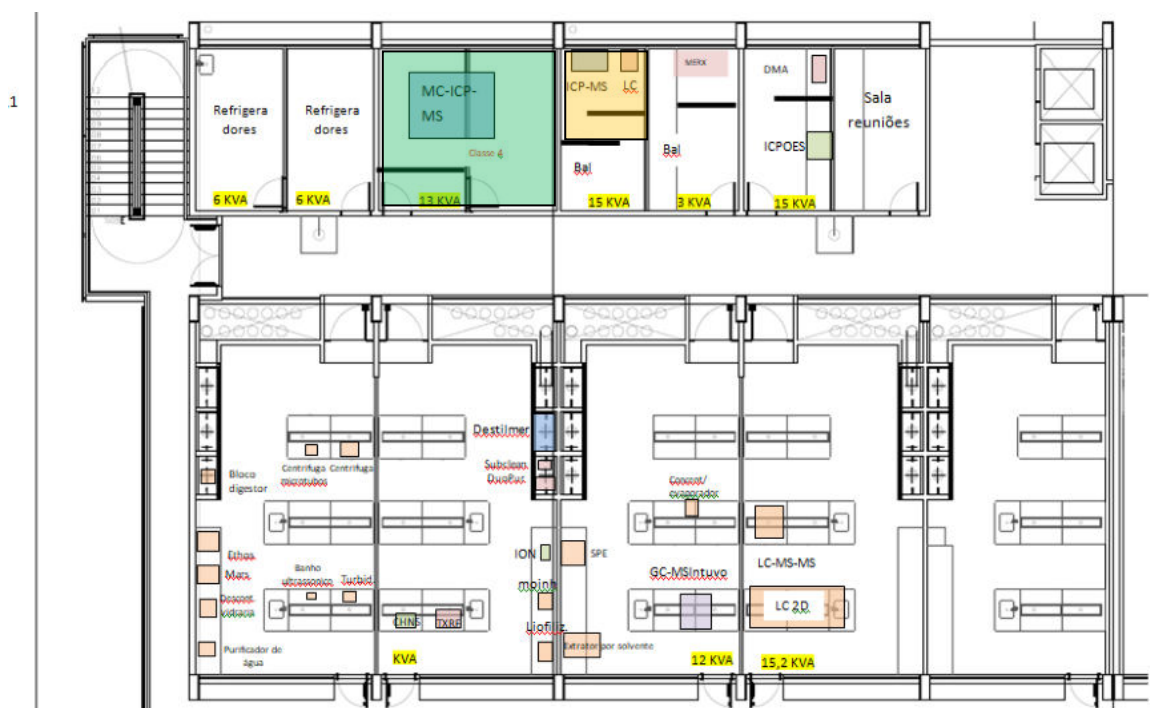 .1
Refrigera
dores
6 KVA
Refrigera
dores
6 KVA
MC-ICP-
MS
Classe 6
13 KVA
ICP-MS
LC
Bal
15 KVA
MERX
Bal
3 KVA
DMA
ICPOES
15 KVA
Sala
reuniões
Bloco
digestor
Centrifuga
microtubos
Centrifuga
Ethos
Mars
Descont
vidraria
Purificador de
água
Banho
ultrassonico
Turbid.
Destilmer
Subclean
DuoPur
ION
moinh
Liofiliz.
CHNS
TXRF
KVA
Concent/
evaporador
SPE
GC-MSIntuvo
Extrator por solvente
12 KVA
LC-MS-MS
LC 2D
15,2 KVA